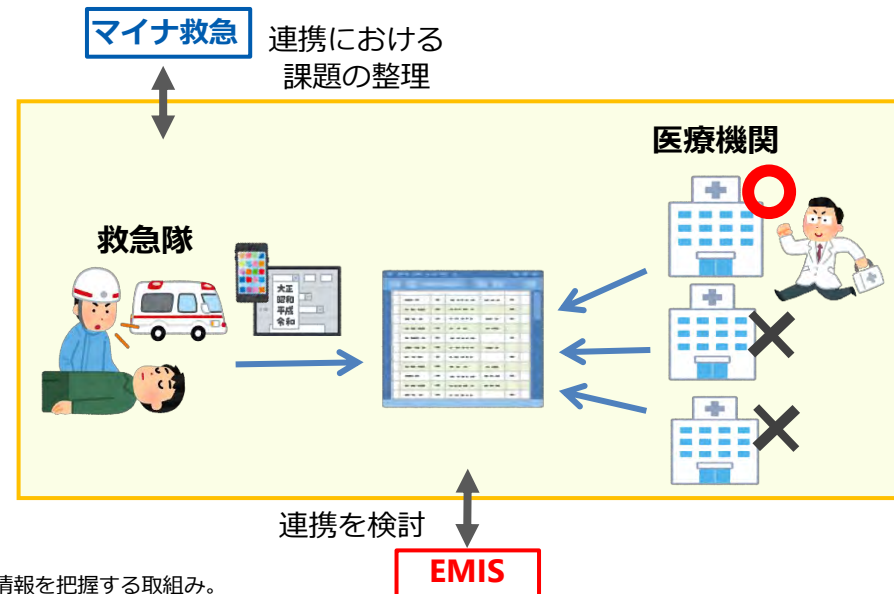 マイナ救急
連携における
課題の整理
医療機関
救急隊
大正
昭和
平成
令和
連携を検討
EMIS
情報を把握する取組み。